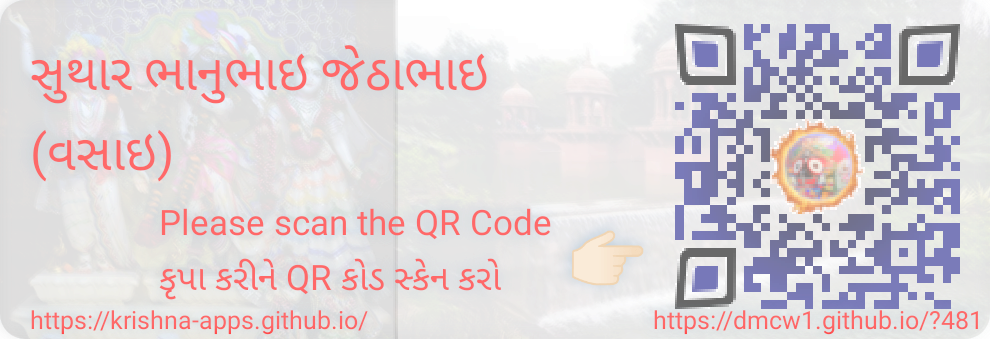 સુથાર ભાનુભાઇ જેઠાભાઇ
(વસાઇ)
Please scan the QR Code
કૃપા કરીને QR કોડ સ્કેન કરો
https://krishna-apps.github.io/
https://dmcw1.github.io/?481